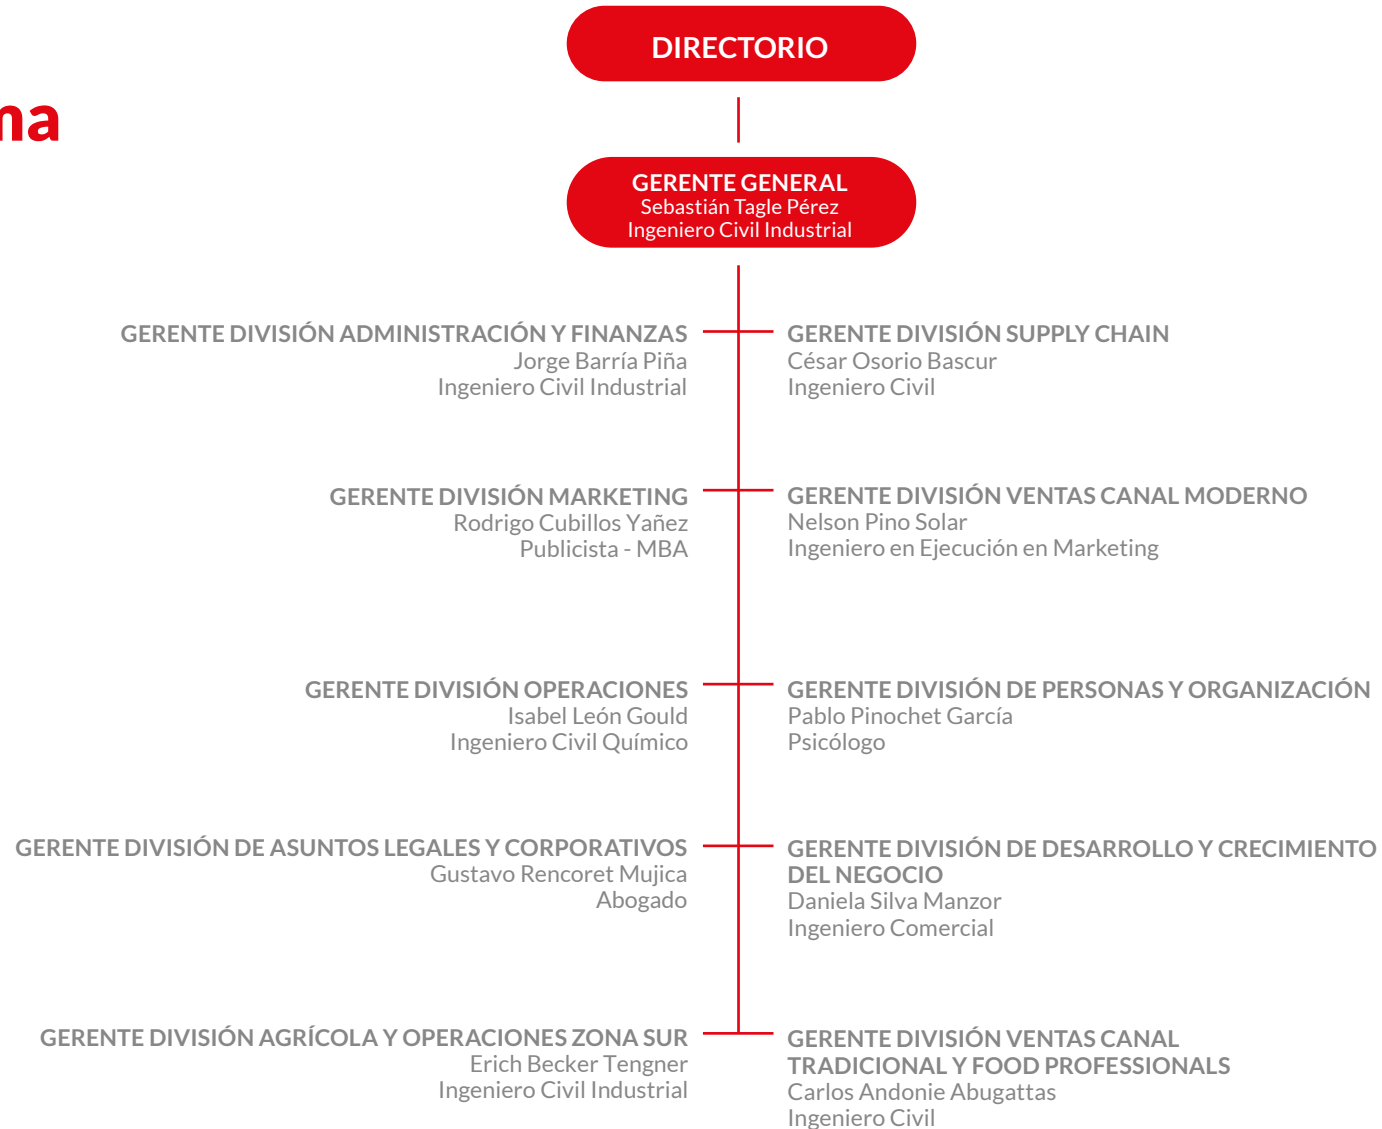 DIRECTORIO
GERENTE GENERAL
Sebastián Tagle Pérez
Ingeniero Civil Industrial
GERENTE DIVISIÓN ADMINISTRACIÓN Y FINANZAS
Jorge Barría Piña
Ingeniero Civil Industrial
GERENTE DIVISIÓN SUPPLY CHAIN
César Osorio Bascur
Ingeniero Civil
GERENTE DIVISIÓN MARKETING
Rodrigo Cubillos Yañez
Publicista - MBA
GERENTE DIVISIÓN VENTAS CANAL MODERNO
Nelson Pino Solar
Ingeniero en Ejecución en Marketing
GERENTE DIVISIÓN OPERACIONES
Isabel León Gould
Ingeniero Civil Químico
GERENTE DIVISIÓN DE PERSONAS Y ORGANIZACIÓN
Pablo Pinochet García
Psicólogo
GERENTE DIVISIÓN DE ASUNTOS LEGALES Y CORPORATIVOS
Gustavo Rencoret Mujica
Abogado
GERENTE DIVISIÓN DE DESARROLLO Y CRECIMIENTO
DEL NEGOCIO
Daniela Silva Manzor
Ingeniero Comercial
GERENTE DIVISIÓN AGRÍCOLA Y OPERACIONES ZONA SUR
Erich Becker Tengner
Ingeniero Civil Industrial
GERENTE DIVISIÓN VENTAS CANAL
TRADICIONAL Y FOOD PROFESSIONALS
Carlos Andonie Abugattas
Ingeniero Civil